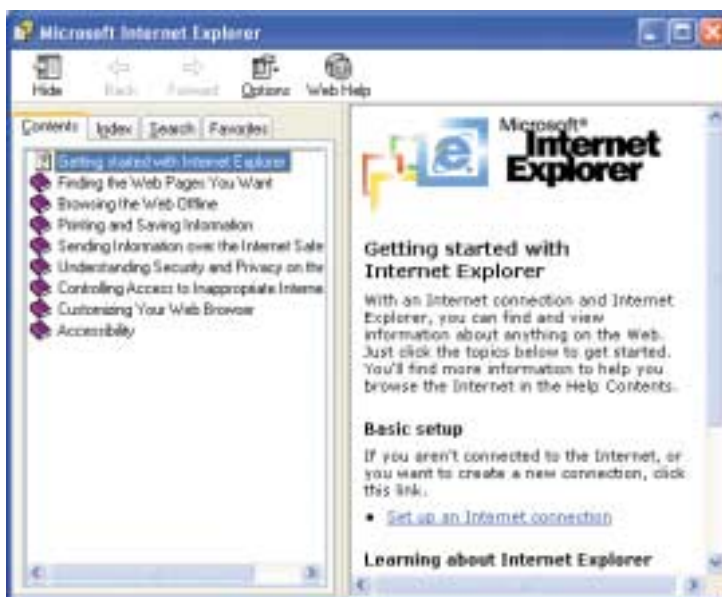 Microsoft Internet Explorer
Hide Back Forward Options Web Help
Contents Index Search Favorites
Getting started with Internet Explorer
Finding the Web Pages You Want
Browsing the Web Offline
Printing and Saving Information
Sending Information over the Internet Safe
Understanding Security and Privacy on the
Controlling Access to Inappropriate Interne
Customizing Your Web Browser
Accessibility
Microsoft®
Internet
Explorer
Getting started with
Internet Explorer
With an Internet connection and Internet
Explorer, you can find and view
information about anything on the Web.
Just click the topics below to get started.
You'll find more information to help you
browse the Internet in the Help Contents.
Basic setup
If you aren't connected to the Internet, or
you want to create a new connection, click
this link.
• Set up an Internet connection
Learning about Internet Explorer